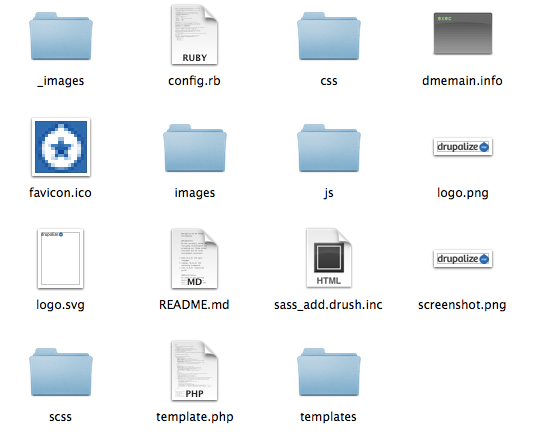 _images
RUBY
config.rb
css
exec
dmemain.info
favicon.ico
images
js
drupalize
logo.png
drupalize
logo.svg
MD
README.md
HTML
sass_add.drush.inc
drupalize
screenshot.png
scss
PHP
template.php
templates